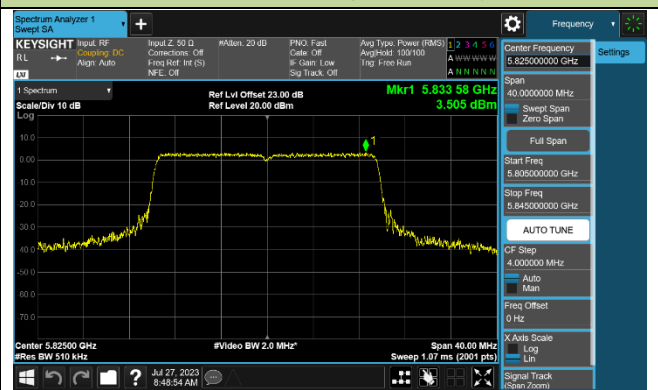 Spectrum Analyzer 1
Swept SA
Frequency
KEYSIGHT
RL
LXI
Input: RF
Coupling: DC
Align: Auto
Input Z: 50 Ω
Corrections: Off
Freq Ref: Int (S)
NFE: Off
#Atten: 20 dB
PNO: Fast
Gate: Off
IF Gain: Low
Sig Track: Off
Avg Type: Power (RMS)
Avg|Hold: 100/100
Trig: Free Run
1 2 3 4 5 6
A W W W W W
A N N N N N
Center Frequency
5.825000000 GHz
Settings
Span
40.0000000 MHz
Swept Span
Zero Span
Full Span
Start Freq
5.805000000 GHz
Stop Freq
5.845000000 GHz
AUTO TUNE
CF Step
4.000000 MHz
Auto
Man
Freq Offset
0 Hz
X Axis Scale
Log
Lin
Signal Track
(Span Zoom)
1 Spectrum
Scale/Div 10 dB
Log
Ref Lvl Offset 23.00 dB
Ref Level 20.00 dBm
Mkr1 5.833 58 GHz
3.505 dBm
1
10.0
0.00
-10.0
-20.0
-30.0
-40.0
-50.0
-60.0
-70.0
Center 5.82500 GHz
#Res BW 510 kHz
#Video BW 2.0 MHz*
Span 40.00 MHz
Sweep 1.07 ms (2001 pts)
Jul 27, 2023
8:48:54 AM